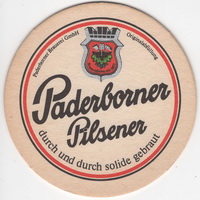 Paderborner Brauerei GmbH
Originalabfüllung
Paderborner
Pilsener
durch und durch solide gebraut